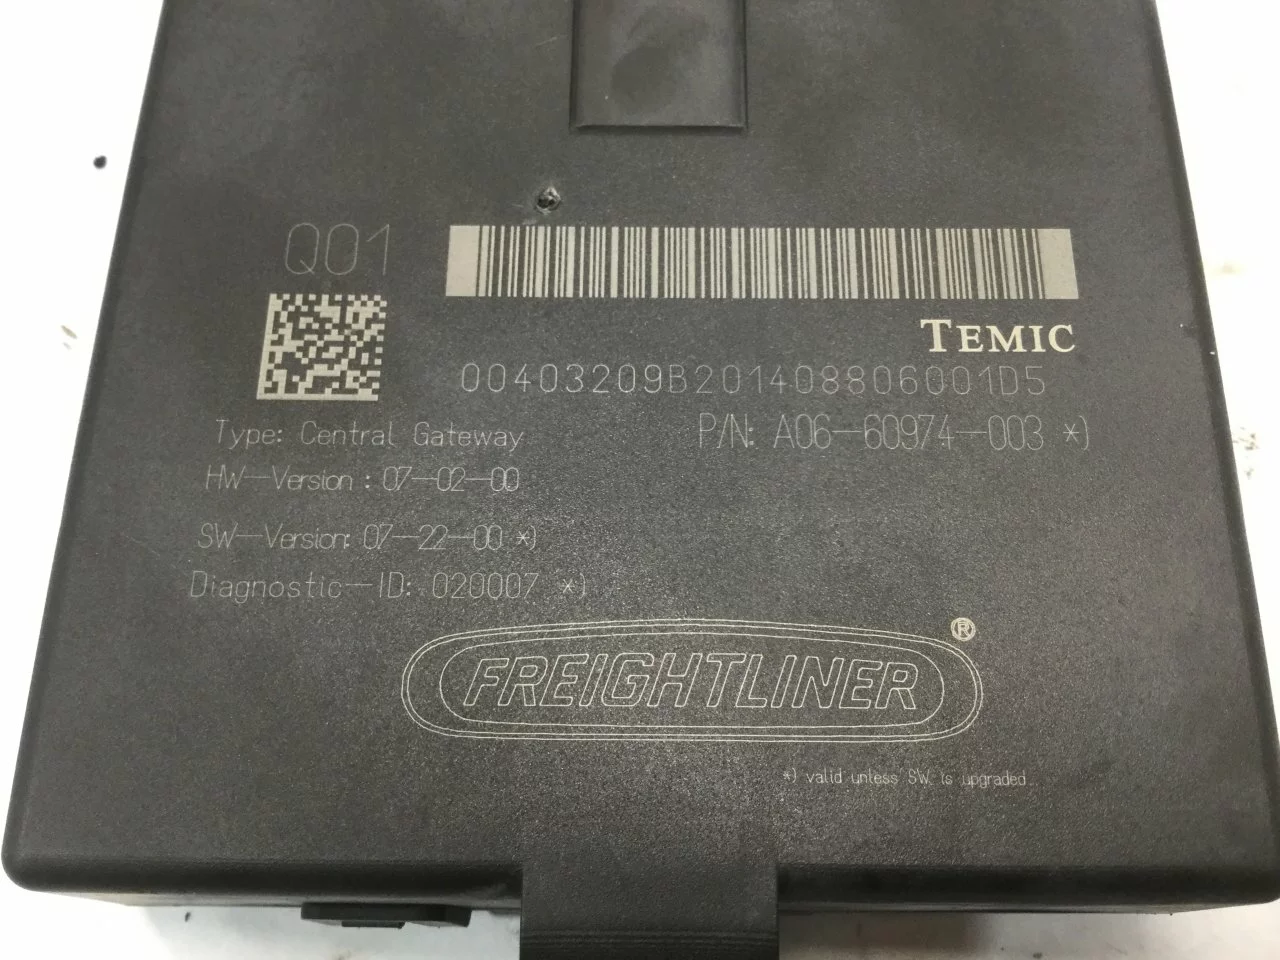 Q01
TEMIC
00403209B201408806001D5
Type: Central Gateway
P/N: A06-60974-003 *)
HW-Version : 07-02-00
SW-Version: 07-22-00 *)
Diagnostic-ID: 020007 *)
FREIGHTLINER ®
*) valid unless SW. is upgraded